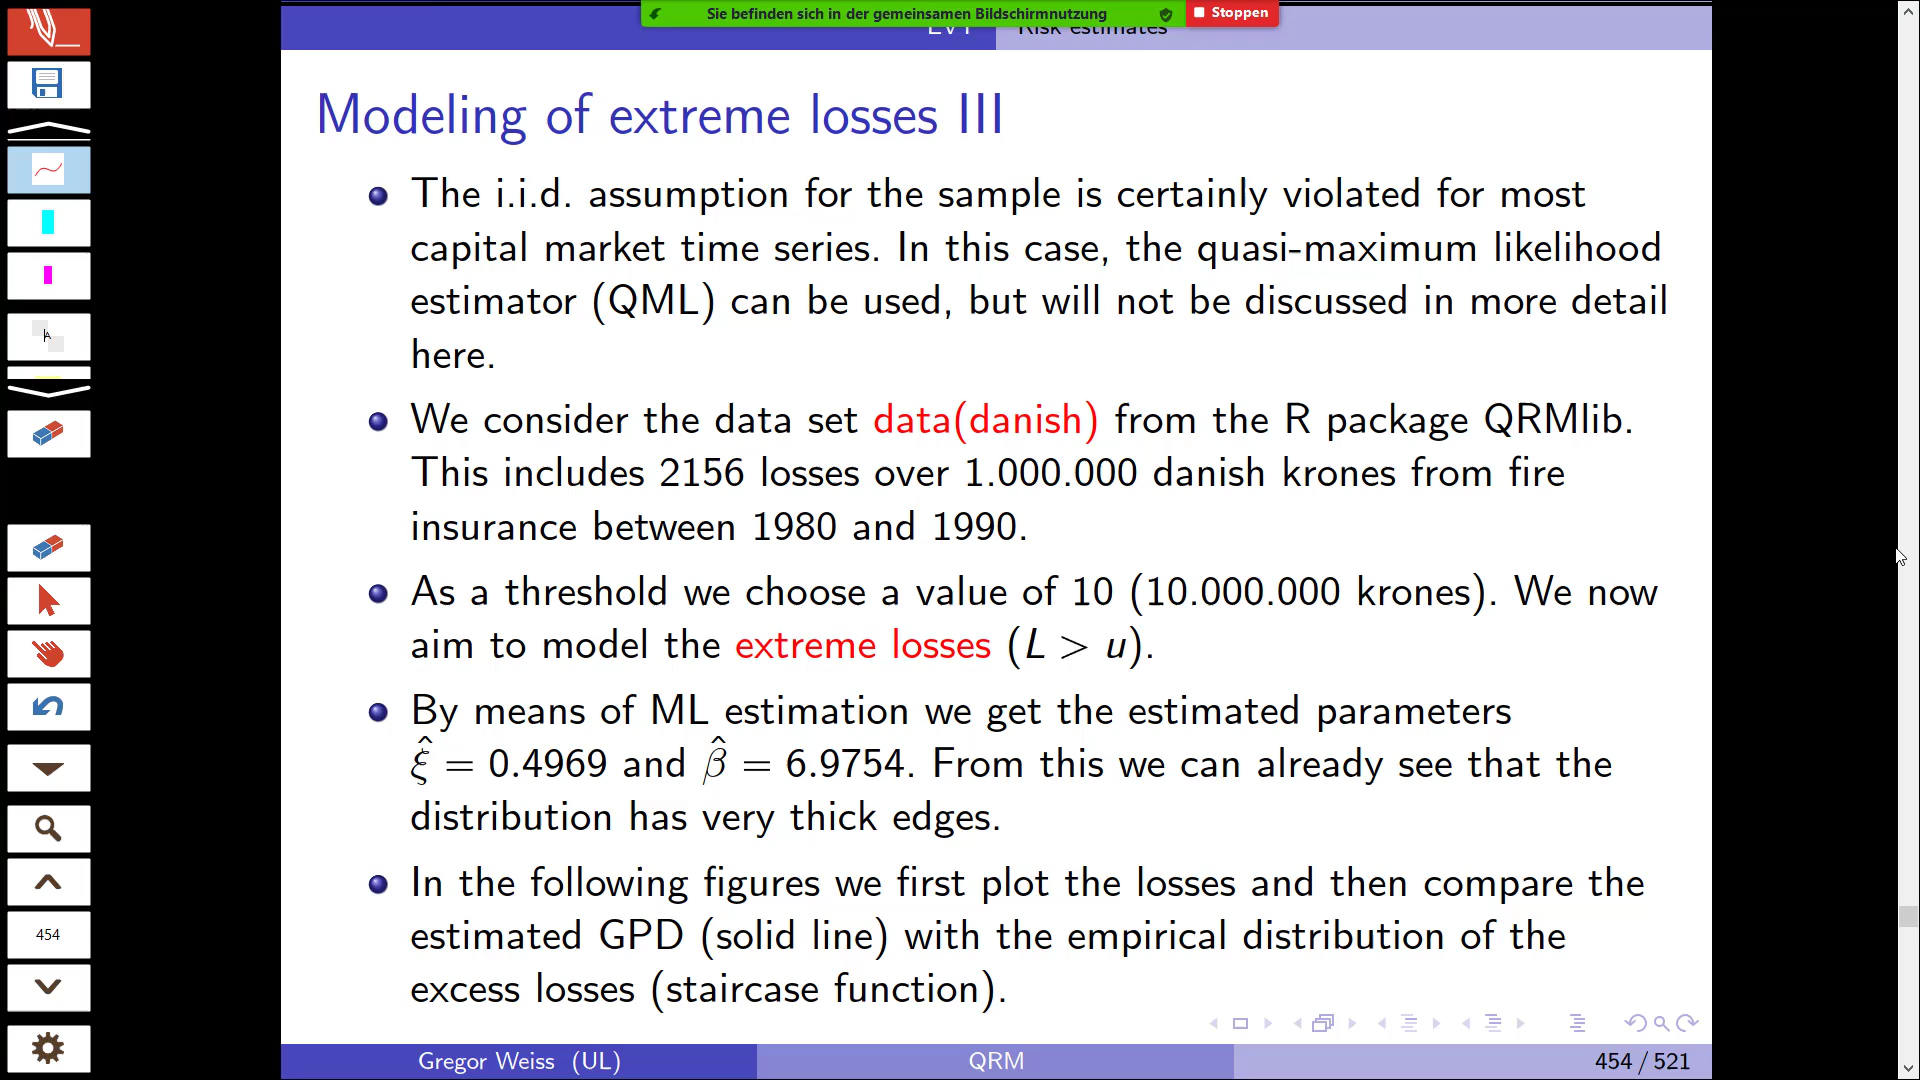 Sie befinden sich in der gemeinsamen Bildschirmnutzung
Stoppen
EVT
Risk estimates
Modeling of extreme losses III
The i.i.d. assumption for the sample is certainly violated for most
capital market time series. In this case, the quasi-maximum likelihood
estimator (QML) can be used, but will not be discussed in more detail
here.
We consider the data set data(danish) from the R package QRMlib.
This includes 2156 losses over 1.000.000 danish krones from fire
insurance between 1980 and 1990.
As a threshold we choose a value of 10 (10.000.000 krones). We now
aim to model the extreme losses (L > u).
By means of ML estimation we get the estimated parameters
ξ̂ = 0.4969 and β̂ = 6.9754. From this we can already see that the
distribution has very thick edges.
In the following figures we first plot the losses and then compare the
estimated GPD (solid line) with the empirical distribution of the
excess losses (staircase function).
454
Gregor Weiss (UL)
QRM
454 / 521